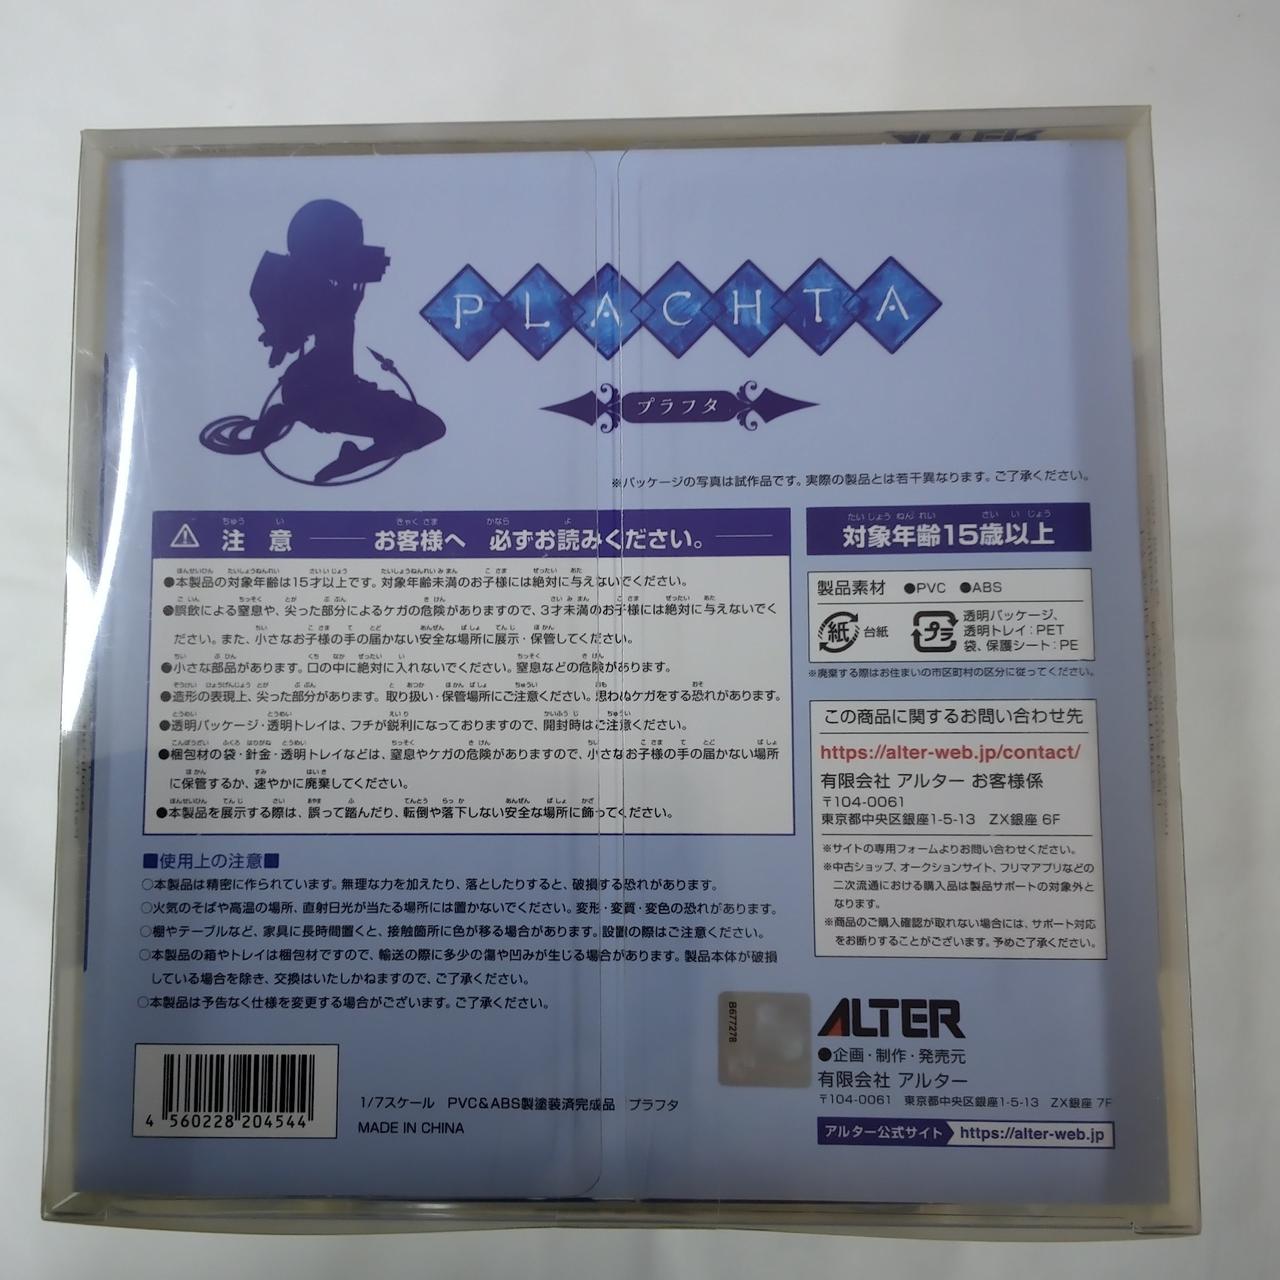 ALTER
PLACHTA
プラフタ
※パッケージの写真は試作品です。実際の製品とは若干異なります。ご了承ください。
注意 お客様へ 必ずお読みください。
●本製品の対象年齢は15才以上です。対象年齢未満のお子様には絶対に与えないでください。
●誤飲による窒息や、尖った部分によるケガの危険がありますので、3才未満のお子様には絶対に与えないでく
ださい。また、小さなお子様の手の届かない安全な場所に展示・保管してください。
●小さな部品があります。口の中に絶対に入れないでください。窒息などの危険があります。
●造形の表現上、尖った部分があります。取り扱い・保管場所にご注意ください。思わぬケガをする恐れがあります。
●透明パッケージ・透明トレイは、フチが鋭利になっておりますので、開封時はご注意ください。
●梱包材の袋・針金・透明トレイなどは、窒息やケガの危険がありますので、小さなお子様の手の届かない場所
に保管するか、速やかに廃棄してください。
●本製品を展示する際は、誤って踏んだり、転倒や落下しない安全な場所に飾ってください。
■使用上の注意■
○本製品は精密に作られています。無理な力を加えたり、落としたりすると、破損する恐れがあります。
○火気のそばや高温の場所、直射日光が当たる場所には置かないでください。変形・変質・変色の恐れがあります。
○棚やテーブルなど、家具に長時間置くと、接触箇所に色が移る場合があります。設置の際はご注意ください。
○本製品の箱やトレイは梱包材ですので、輸送の際に多少の傷や凹みが生じる場合があります。製品本体が破損
している場合を除き、交換はいたしかねますので、ご了承ください。
○本製品は予告なく仕様を変更する場合がございます。ご了承ください。
4 560228 204544
1/7スケール PVC&ABS製塗装済完成品 プラフタ
MADE IN CHINA
対象年齢15歳以上
製品素材 ●PVC ●ABS
紙 台紙
プラ 透明パッケージ、
透明トレイ:PET
袋、保護シート:PE
※廃棄する際はお住まいの市区町村の区分に従ってください。
この商品に関するお問い合わせ先
https://alter-web.jp/contact/
有限会社 アルター お客様係
〒104-0061
東京都中央区銀座1-5-13 ZX銀座 6F
※サイトの専用フォームよりお問い合わせください。
※中古ショップ、オークションサイト、フリマアプリなどの
二次流通における購入品は製品サポートの対象外と
なります。
※商品のご購入確認が取れない場合には、サポート対応
をお断りすることがございます。予めご了承ください。
B677278
ALTER
●企画・制作・発売元
有限会社 アルター
〒104-0061 東京都中央区銀座1-5-13 ZX銀座 7F
アルター公式サイト https://alter-web.jp